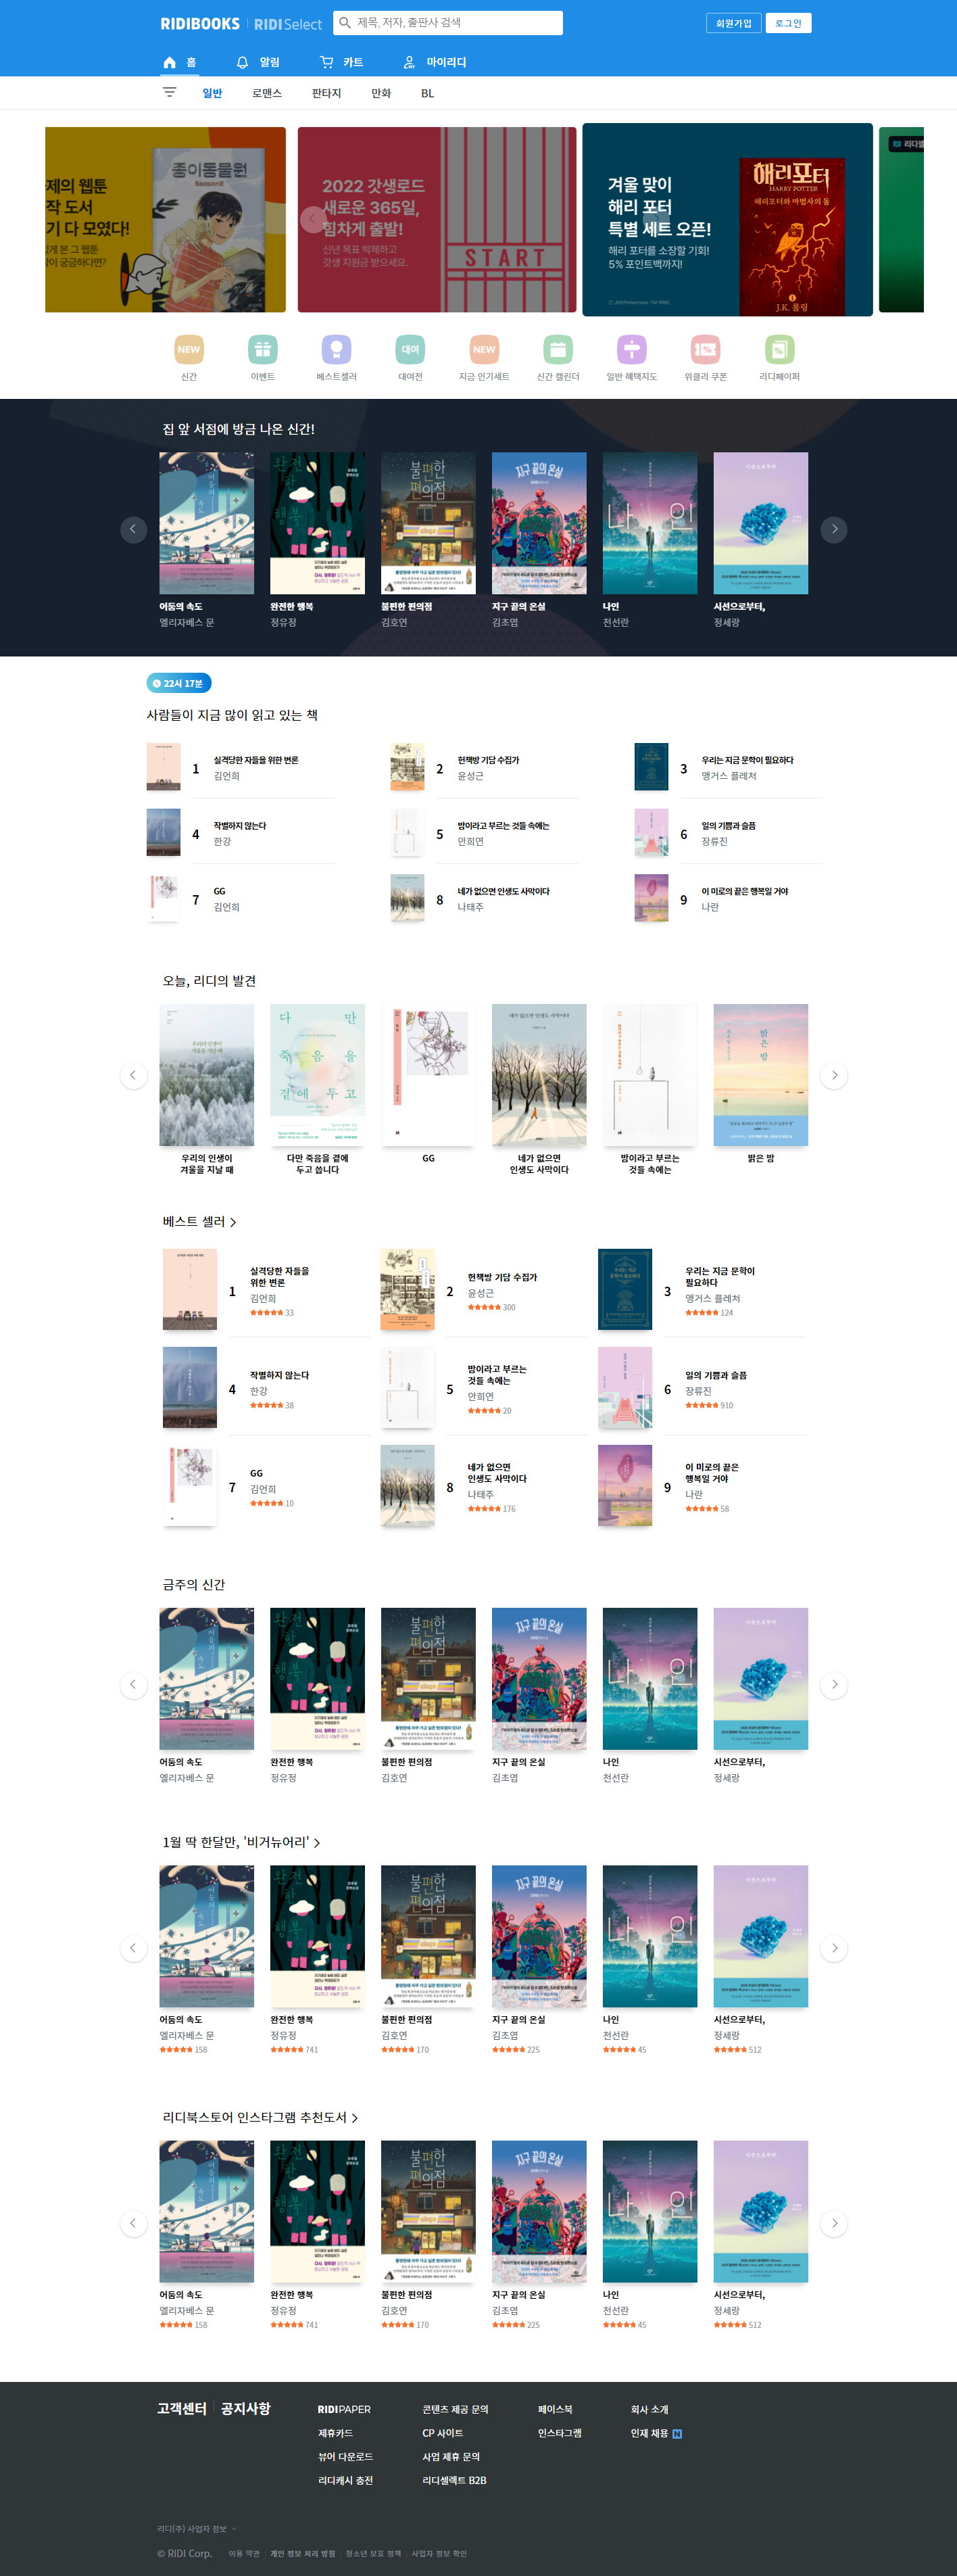 RIDIBOOKS
RIDI Select
제목, 저자, 출판사 검색
회원가입
로그인
홈
알림
카트
마이리디
일반
로맨스
판타지
만화
BL
종이동물원
Season2
2022 갓생로드
새로운 365일,
힘차게 출발!
신년 목표 박제하고
갓생 지원금 받으세요.
START
겨울 맞이
해리 포터
특별 세트 오픈!
해리 포터를 소장할 기회!
5% 포인트백까지!
해리포터
HARRY POTTER
해리포터와 마법사의 돌
1
J.K. 롤링
NEW
대여
NEW
신간
이벤트
베스트셀러
대여전
지금 인기세트
신간 캘린더
일반 혜택지도
위클리 쿠폰
리디페이퍼
집 앞 서점에 방금 나온 신간!
어둠의 속도
엘리자베스 문
완전한 행복
정유정
불편한 편의점
김호연
지구 끝의 온실
김초엽
나인
천선란
시선으로부터,
정세랑
22시 17분
사람들이 지금 많이 읽고 있는 책
1
실격당한 자들을 위한 변론
김언희
2
헌책방 기담 수집가
윤성근
3
우리는 지금 문학이 필요하다
앵거스 플레처
4
작별하지 않는다
한강
5
밤이라고 부르는 것들 속에는
안희연
6
일의 기쁨과 슬픔
장류진
7
GG
김언희
8
네가 없으면 인생도 사막이다
나태주
9
이 미로의 끝은 행복일 거야
나란
오늘, 리디의 발견
우리의 인생이
겨울을 지날 때
다만 죽음을 곁에
두고 씁니다
GG
네가 없으면
인생도 사막이다
밤이라고 부르는
것들 속에는
밝은 밤
베스트 셀러
1
실격당한 자들을
위한 변론
김언희
33
2
헌책방 기담 수집가
윤성근
300
3
우리는 지금 문학이
필요하다
앵거스 플레처
124
4
작별하지 않는다
한강
38
5
밤이라고 부르는
것들 속에는
안희연
20
6
일의 기쁨과 슬픔
장류진
910
7
GG
김언희
10
8
네가 없으면
인생도 사막이다
나태주
176
9
이 미로의 끝은
행복일 거야
나란
58
금주의 신간
어둠의 속도
엘리자베스 문
완전한 행복
정유정
불편한 편의점
김호연
지구 끝의 온실
김초엽
나인
천선란
시선으로부터,
정세랑
1월 딱 한달만, '비거뉴어리'
어둠의 속도
엘리자베스 문
158
완전한 행복
정유정
741
불편한 편의점
김호연
170
지구 끝의 온실
김초엽
225
나인
천선란
45
시선으로부터,
정세랑
512
리디북스토어 인스타그램 추천도서
어둠의 속도
엘리자베스 문
158
완전한 행복
정유정
741
불편한 편의점
김호연
170
지구 끝의 온실
김초엽
225
나인
천선란
45
시선으로부터,
정세랑
512
고객센터
공지사항
RIDIPAPER
제휴카드
뷰어 다운로드
리디캐시 충전
콘텐츠 제공 문의
CP 사이트
사업 제휴 문의
리디셀렉트 B2B
페이스북
인스타그램
회사 소개
인재 채용 N
리디(주) 사업자 정보
© RIDI Corp.
이용 약관
개인 정보 처리 방침
청소년 보호 정책
사업자 정보 확인